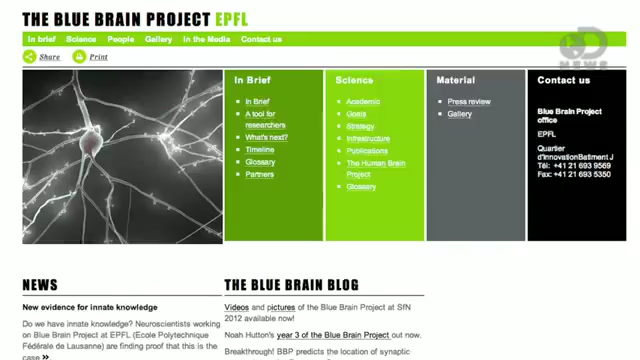 THE BLUE BRAIN PROJECT EPFL
In brief Science People Gallery In the Media Contact us
Share Print
D
NEWS
In Brief
In Brief
A tool for
researchers
What's next?
Timeline
Glossary
Partners
Science
Academic
Goals
Strategy
Infrastructure
Publications
The Human Brain
Project
Glossary
Material
Press review
Gallery
Contact us
Blue Brain Project
office
EPFL
Quartier
d'InnovationBatiment J
Tél: +41 21 693 9569
Fax: +41 21 693 5350
NEWS
New evidence for innate knowledge
Do we have innate knowledge? Neuroscientists working
on Blue Brain Project at EPFL (Ecole Polytechnique
Fédérale de Lausanne) are finding proof that this is the
case »
THE BLUE BRAIN BLOG
Videos and pictures of the Blue Brain Project at SfN
2012 available now!
Noah Hutton's year 3 of the Blue Brain Project out now.
Breakthrough! BBP predicts the location of synaptic